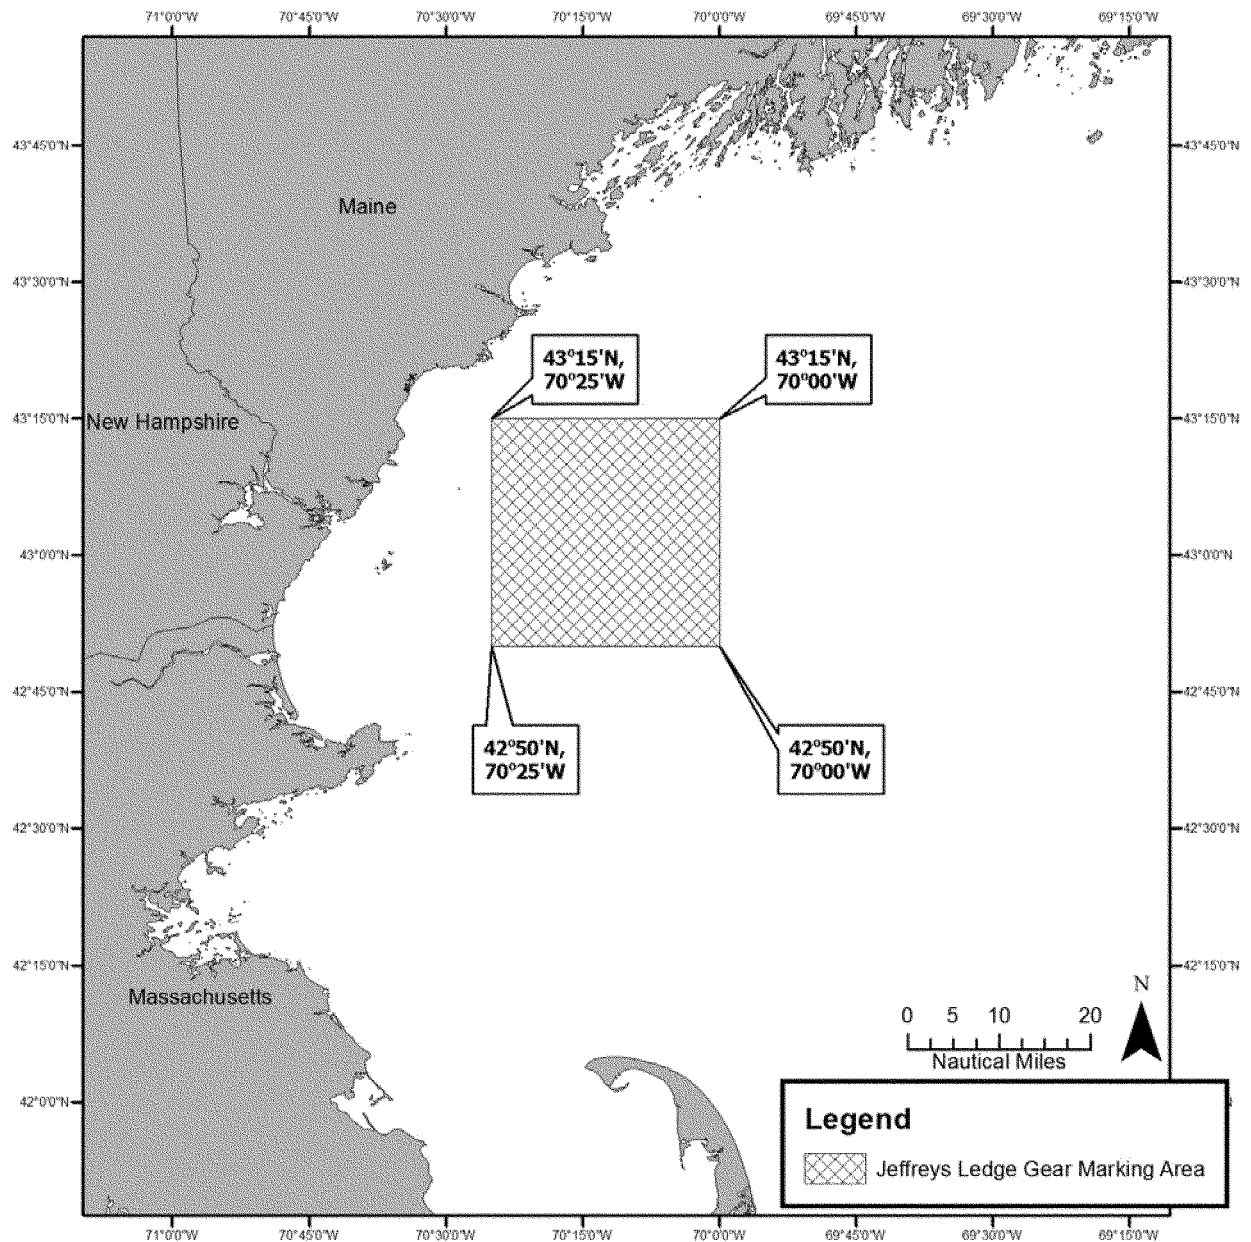 71°0'0"W 70°45'0"W 70°30'0"W 70°15'0"W 70°0'0"W 69°45'0"W 69°30'0"W 69°15'0"W
43°45'0"N 43°45'0"N
Maine
43°30'0"N 43°30'0"N
43°15'N,
70°25'W
43°15'N,
70°00'W
43°15'0"N 43°15'0"N
New Hampshire
43°0'0"N 43°0'0"N
42°45'0"N 42°45'0"N
42°50'N,
70°25'W
42°50'N,
70°00'W
42°30'0"N 42°30'0"N
42°15'0"N 42°15'0"N
Massachusetts
N
0 5 10 20
Nautical Miles
42°0'0"N
Legend
Jeffreys Ledge Gear Marking Area
71°0'0"W 70°45'0"W 70°30'0"W 70°15'0"W 70°0'0"W 69°45'0"W 69°30'0"W 69°15'0"W